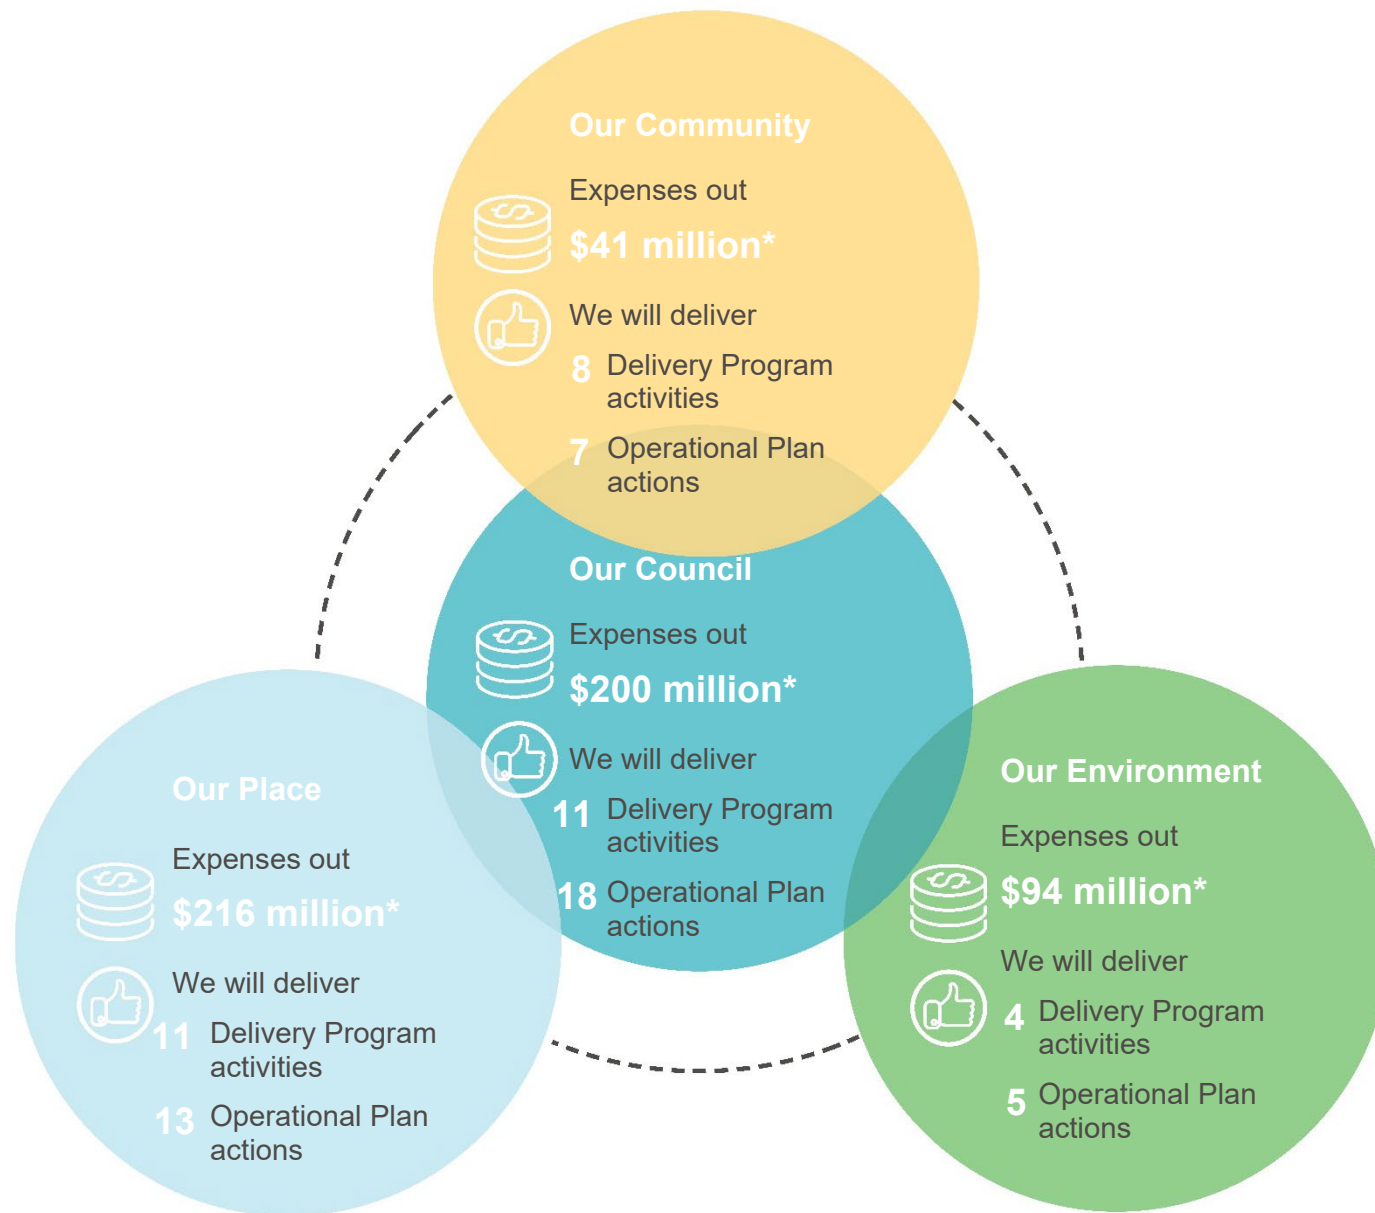 Our Community
Expenses out
$41 million*
We will deliver
8 Delivery Program
activities
7 Operational Plan
actions
Our Council
Expenses out
$200 million*
We will deliver
11 Delivery Program
activities
18 Operational Plan
actions
Our Place
Expenses out
$216 million*
We will deliver
11 Delivery Program
activities
13 Operational Plan
actions
Our Environment
Expenses out
$94 million*
We will deliver
4 Delivery Program
activities
5 Operational Plan
actions